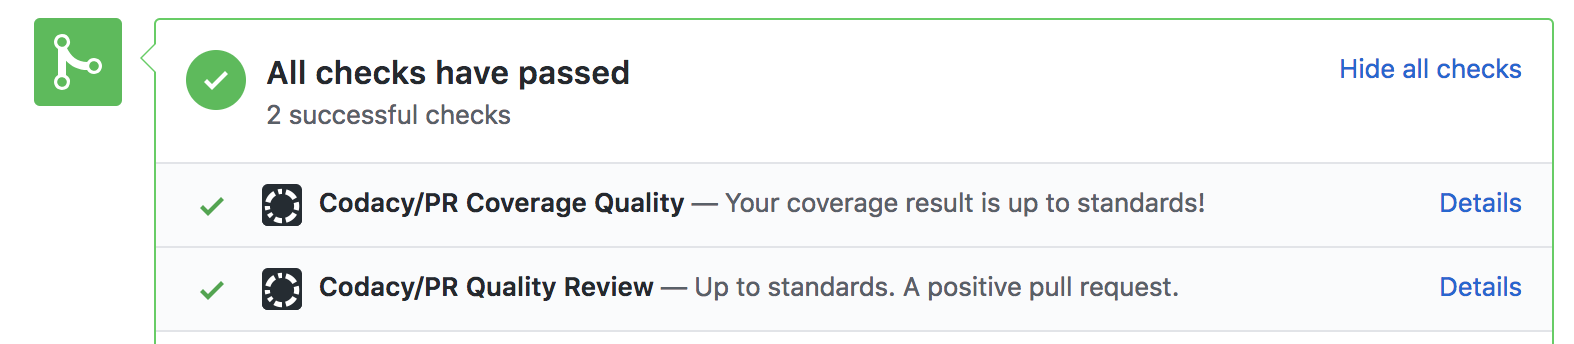 All checks have passed
Hide all checks
2 successful checks
Codacy/PR Coverage Quality — Your coverage result is up to standards!
Details
Codacy/PR Quality Review — Up to standards. A positive pull request.
Details